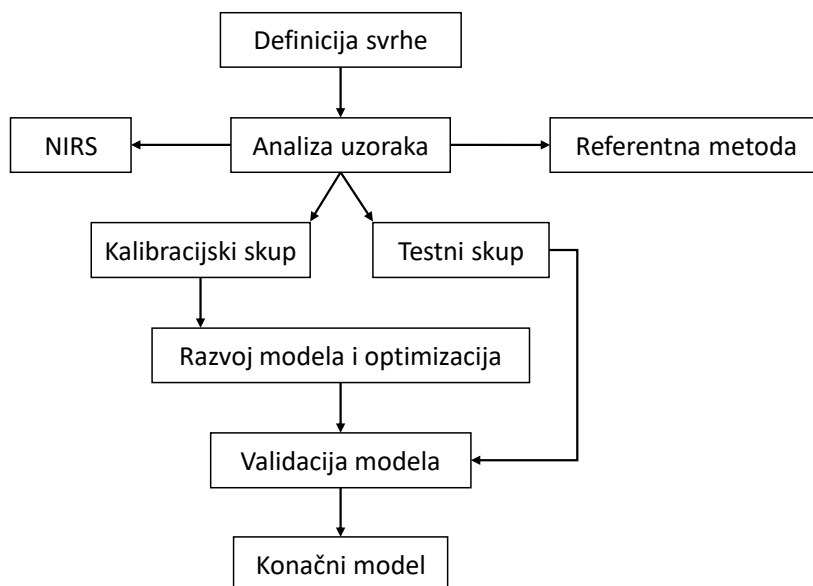 Definicija svrhe
NIRS
Analiza uzoraka
Referentna metoda
Kalibracijski skup
Testni skup
Razvoj modela i optimizacija
Validacija modela
Konačni model